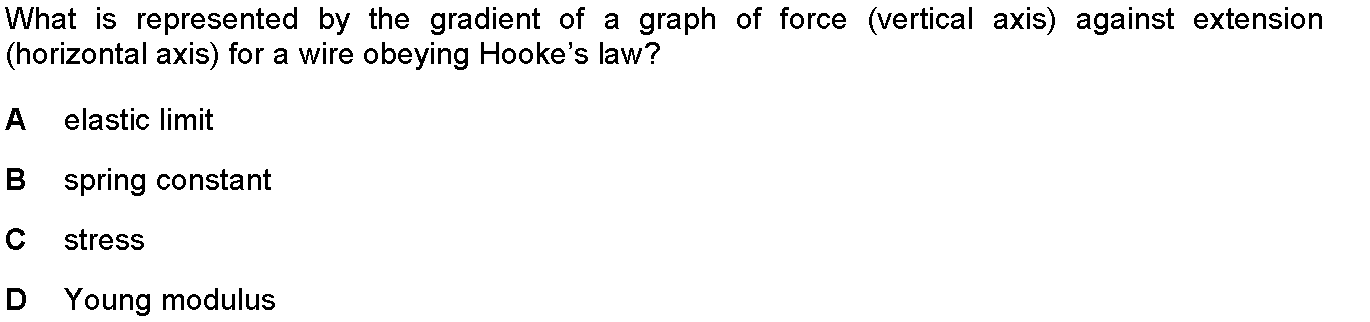 What is represented by the gradient of a graph of force (vertical axis) against extension
(horizontal axis) for a wire obeying Hooke's law?
A elastic limit
B spring constant
C stress
D Young modulus